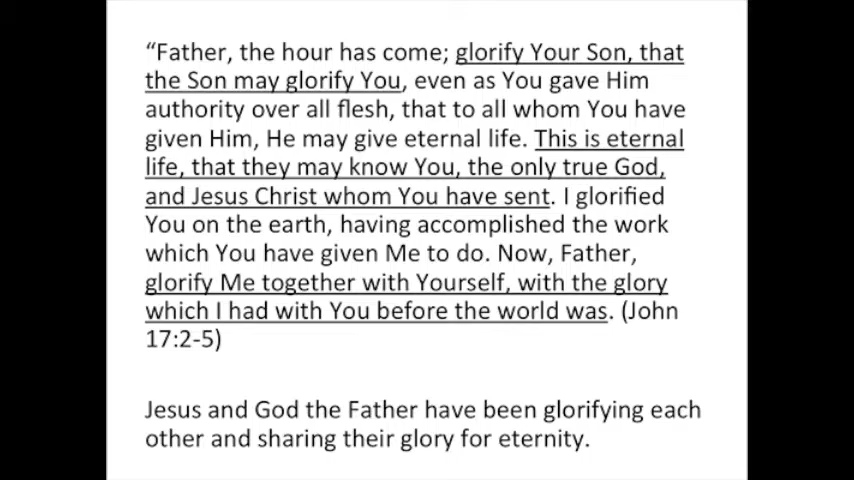 “Father, the hour has come; glorify Your Son, that
the Son may glorify You, even as You gave Him
authority over all flesh, that to all whom You have
given Him, He may give eternal life. This is eternal
life, that they may know You, the only true God,
and Jesus Christ whom You have sent. I glorified
You on the earth, having accomplished the work
which You have given Me to do. Now, Father,
glorify Me together with Yourself, with the glory
which I had with You before the world was. (John
17:2-5)
Jesus and God the Father have been glorifying each
other and sharing their glory for eternity.